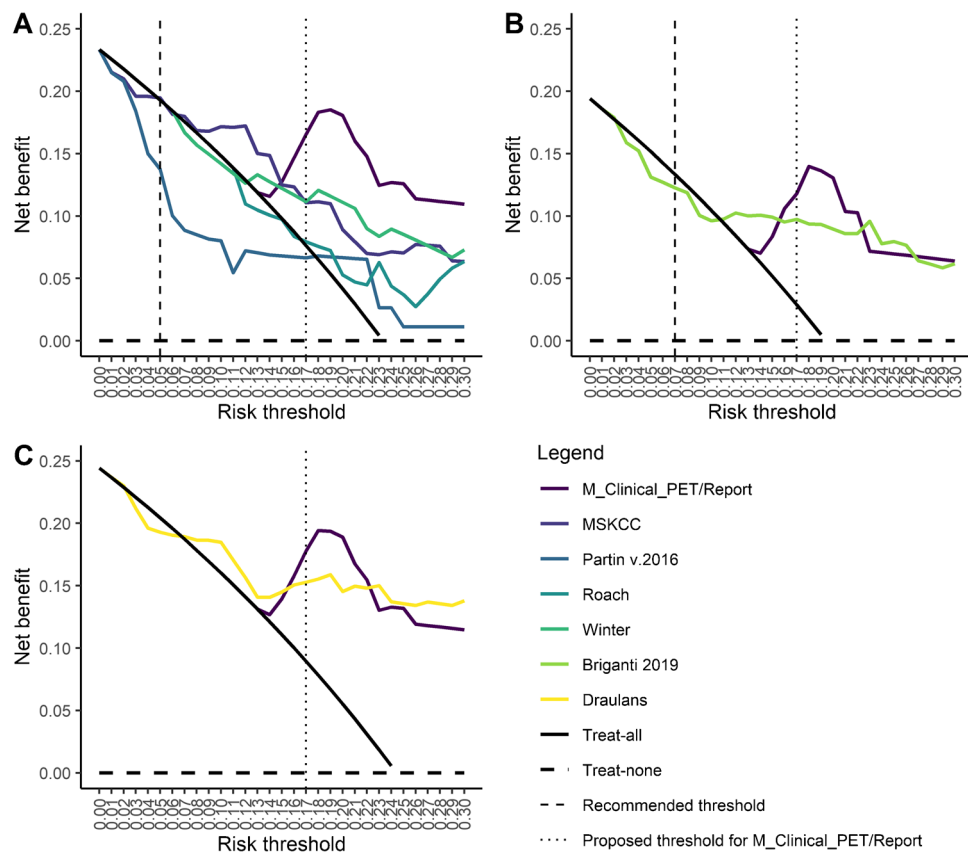 A
Net benefit
0.25
0.20
0.15
0.10
0.05
0.00
0.00 0.01 0.02 0.03 0.04 0.05 0.06 0.07 0.08 0.09 0.10 0.11 0.12 0.13 0.14 0.15 0.16 0.17 0.18 0.19 0.20 0.21 0.22 0.23 0.24 0.25 0.26 0.27 0.28 0.29 0.30
Risk threshold
B
Net benefit
0.25
0.20
0.15
0.10
0.05
0.00
0.00 0.01 0.02 0.03 0.04 0.05 0.06 0.07 0.08 0.09 0.10 0.11 0.12 0.13 0.14 0.15 0.16 0.17 0.18 0.19 0.20 0.21 0.22 0.23 0.24 0.25 0.26 0.27 0.28 0.29 0.30
Risk threshold
C
Net benefit
0.25
0.20
0.15
0.10
0.05
0.00
0.00 0.01 0.02 0.03 0.04 0.05 0.06 0.07 0.08 0.09 0.10 0.11 0.12 0.13 0.14 0.15 0.16 0.17 0.18 0.19 0.20 0.21 0.22 0.23 0.24 0.25 0.26 0.27 0.28 0.29 0.30
Risk threshold
Legend
M_Clinical_PET/Report
MSKCC
Partin v.2016
Roach
Winter
Briganti 2019
Draulans
Treat-all
Treat-none
Recommended threshold
Proposed threshold for M_Clinical_PET/Report